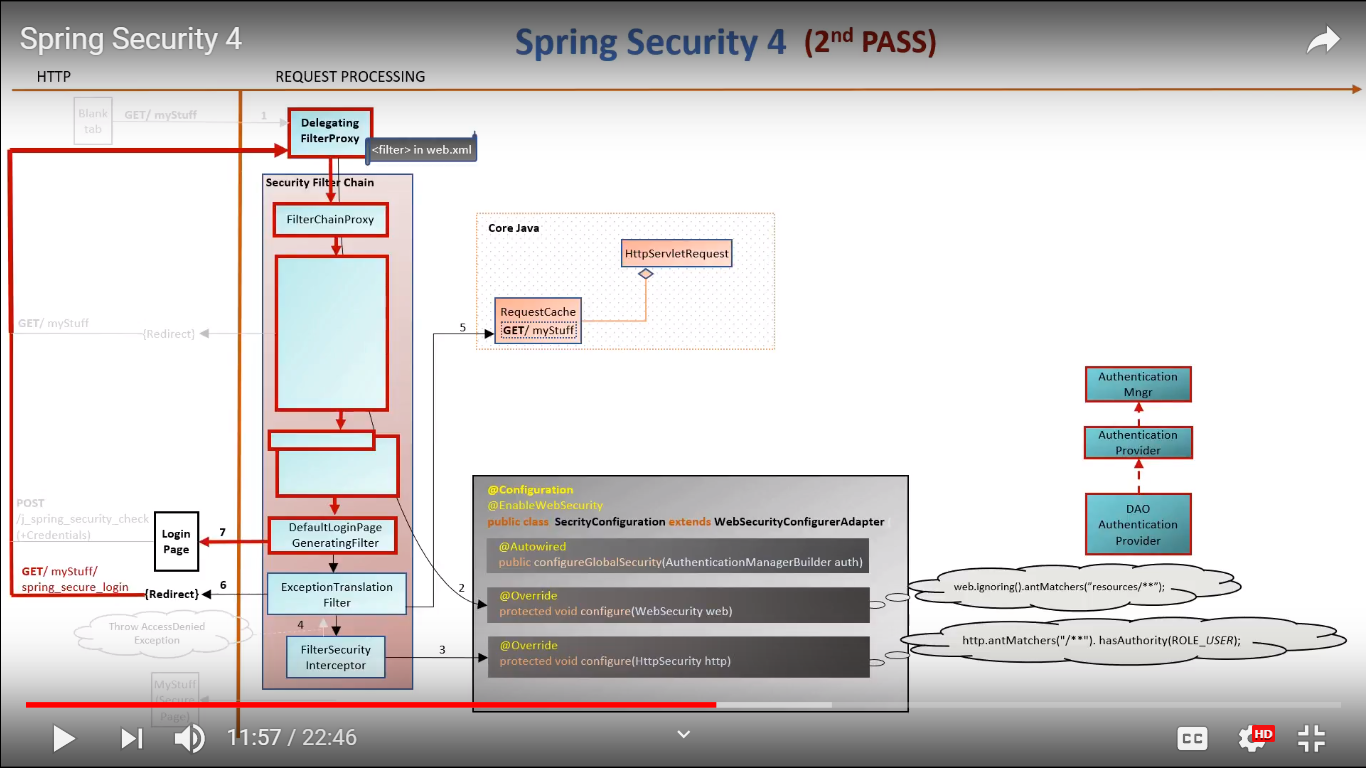 Spring Security 4
Spring Security 4 (2nd PASS)
HTTP
REQUEST PROCESSING
Blank
tab
GET/ myStuff
1
Delegating
FilterProxy
<filter> in web.xml
Security Filter Chain
FilterChainProxy
Core Java
HttpServletRequest
RequestCache
GET/ myStuff
5
GET/ myStuff
{Redirect}
Authentication
Mngr
Authentication
Provider
DAO
Authentication
Provider
POST
/j_spring_security_check
(+Credentials)
Login
Page
7
DefaultLoginPage
GeneratingFilter
GET/ myStuff/
spring_secure_login
{Redirect}
6
ExceptionTranslation
Filter
2
Throw AccessDenied
Exception
4
FilterSecurity
Interceptor
3
@Configuration
@EnableWebSecurity
public class SecrityConfiguration extends WebSecurityConfigurerAdapter
@Autowired
public configureGlobalSecurity(AuthenticationManagerBuilder auth)
@Override
protected void configure(WebSecurity web)
@Override
protected void configure(HttpSecurity http)
web.ignoring().antMatchers("resources/**");
http.antMatchers("/**"). hasAuthority(ROLE_USER);
MyStuff
(Secure
Page)
11:57 / 22:46
CC
HD